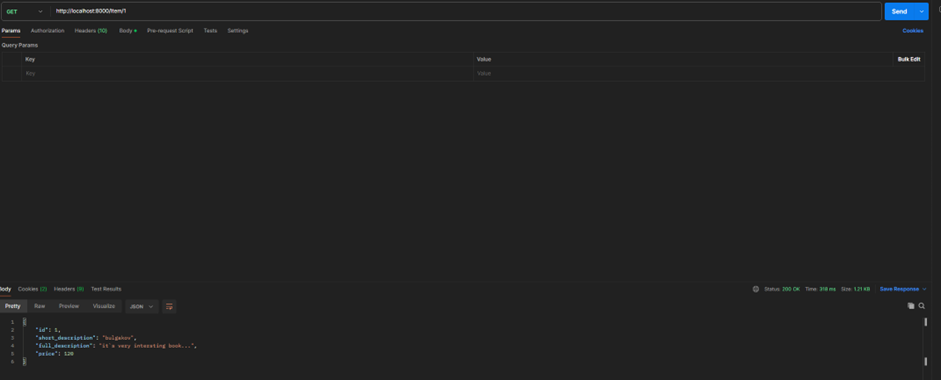 GET http://localhost:8000/item/1 Send
Params Authorization Headers (10) Body Pre-request Script Tests Settings Cookies
Query Params
Key Value Bulk Edit
Key Value
Body Cookies (2) Headers (8) Test Results Status: 200 OK Time: 318 ms Size: 1.21 KB Save Response
Pretty Raw Preview Visualize JSON
1 {
2 "id": 1,
3 "short_description": "bulgakov",
4 "full_description": "it`s very interating book...",
5 "price": 120
6 }